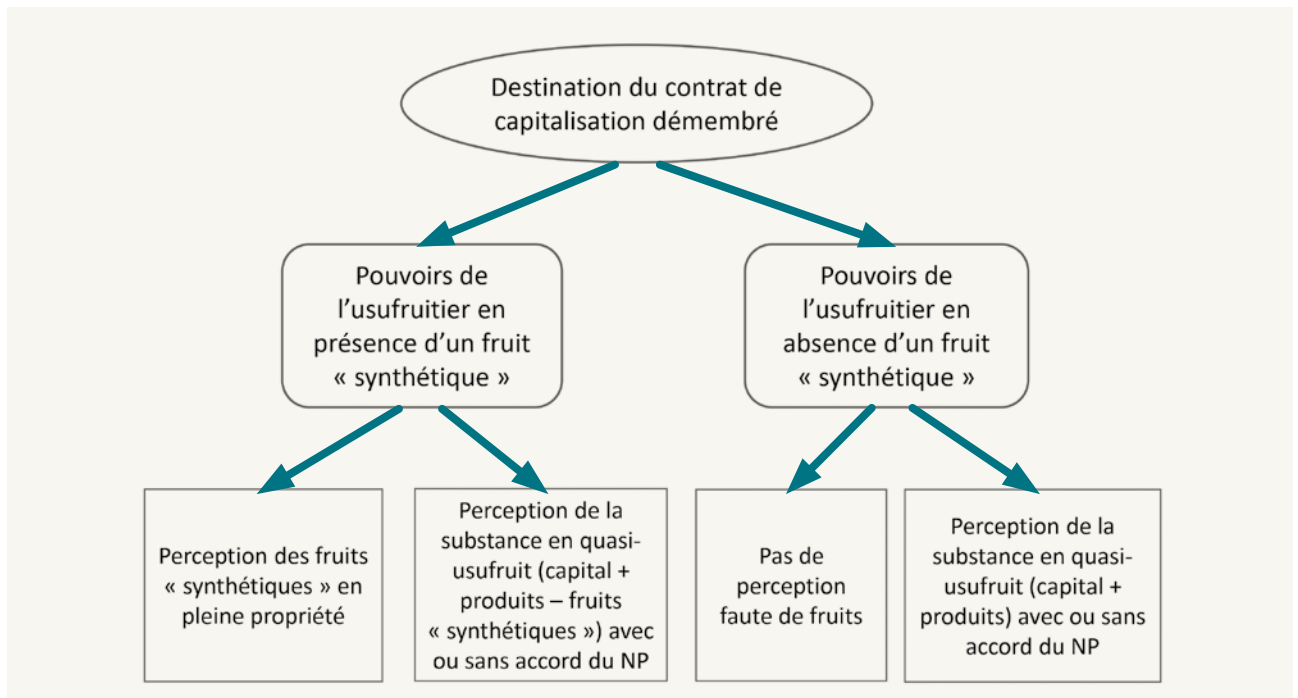 Destination du contrat de
capitalisation démembré
Pouvoirs de
l’usufruitier en
présence d’un fruit
« synthétique »
Pouvoirs de
l’usufruitier en
absence d’un fruit
« synthétique »
Perception des fruits
« synthétiques » en
pleine propriété
Perception de la
substance en quasi-
usufruit (capital +
produits – fruits
« synthétiques ») avec
ou sans accord du NP
Pas de
perception
faute de fruits
Perception de la
substance en quasi-
usufruit (capital +
produits) avec ou sans
accord du NP